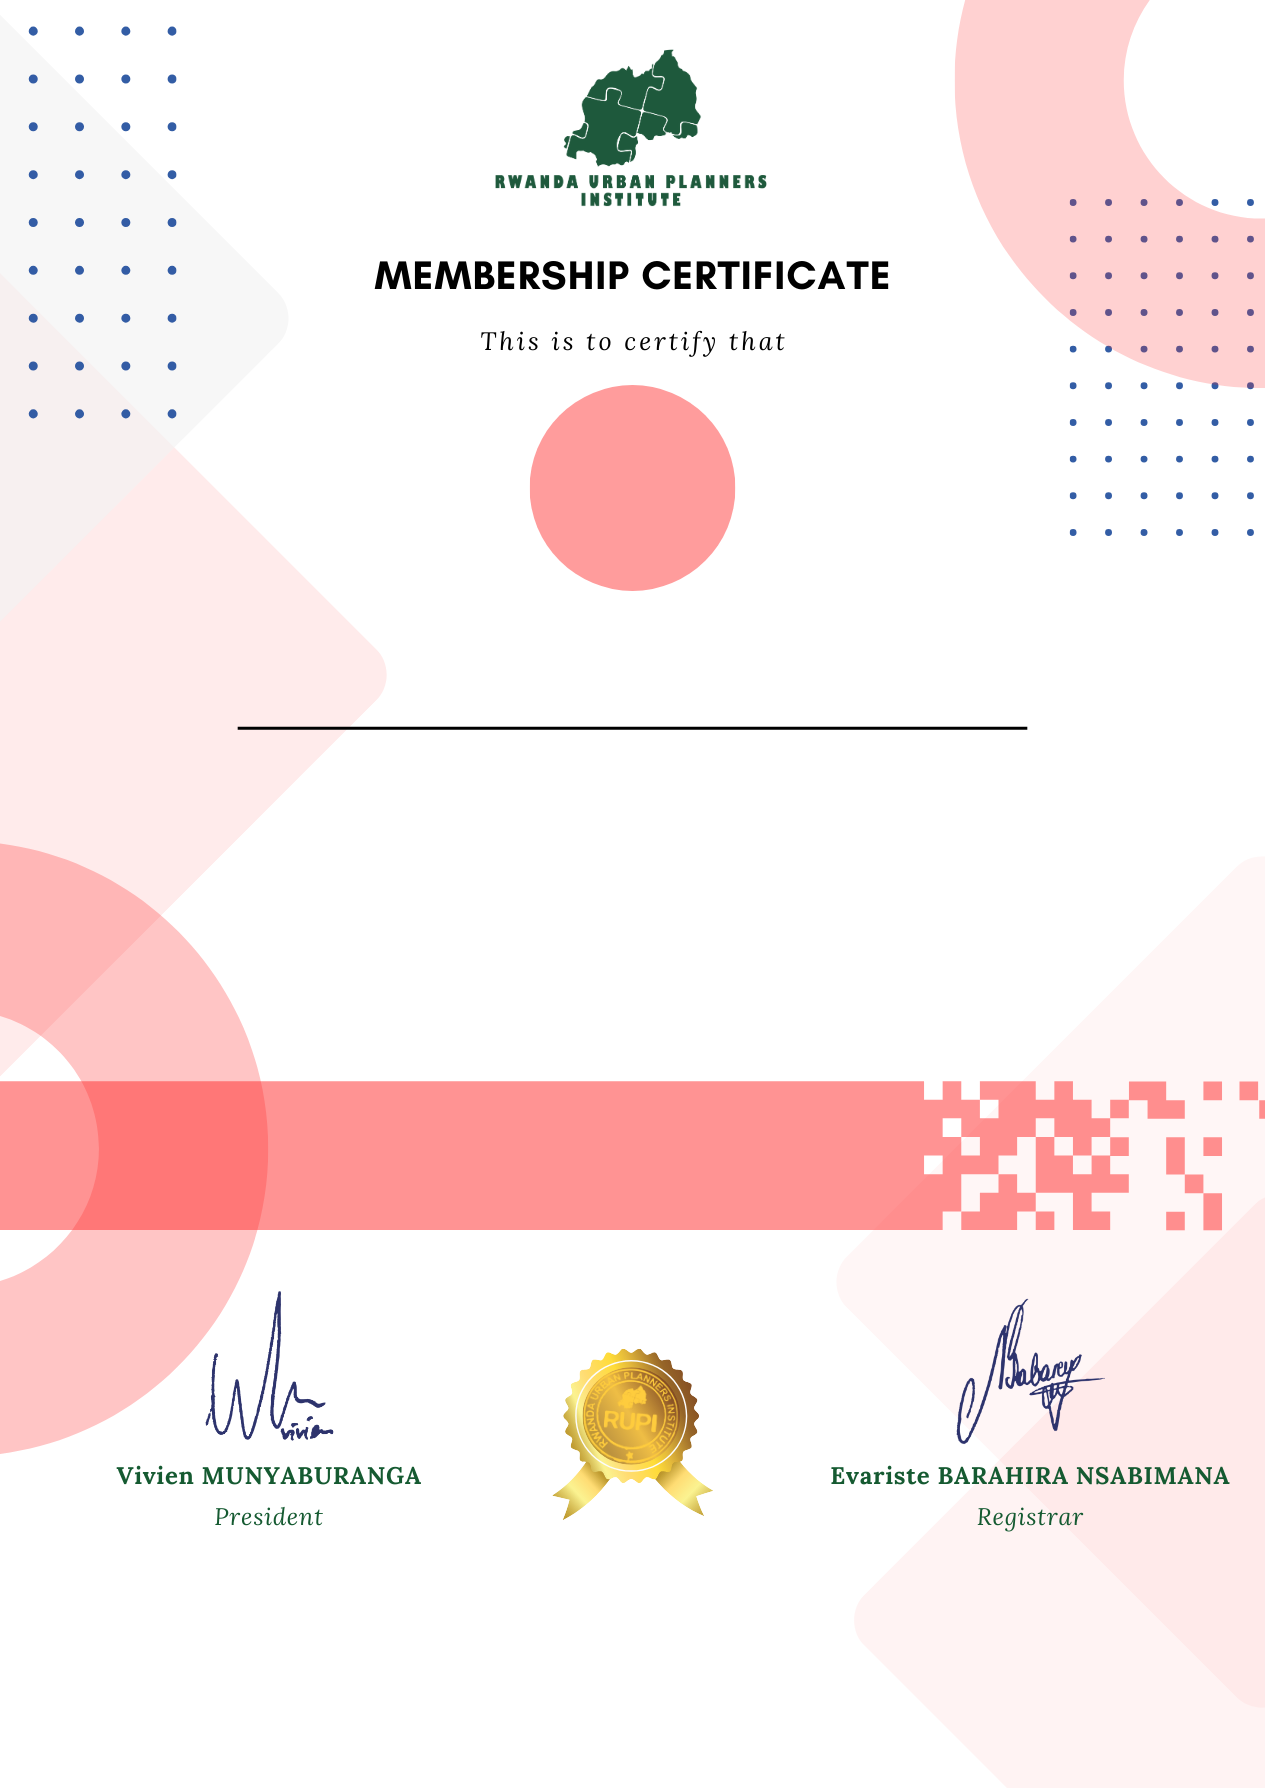 RWANDA URBAN PLANNERS
INSTITUTE
MEMBERSHIP CERTIFICATE
This is to certify that
vivien
RWANDA URBAN PLANNERS INSTITUTE
RUPI
Vivien MUNYABURANGA
President
Evariste BARAHIRA NSABIMANA
Registrar